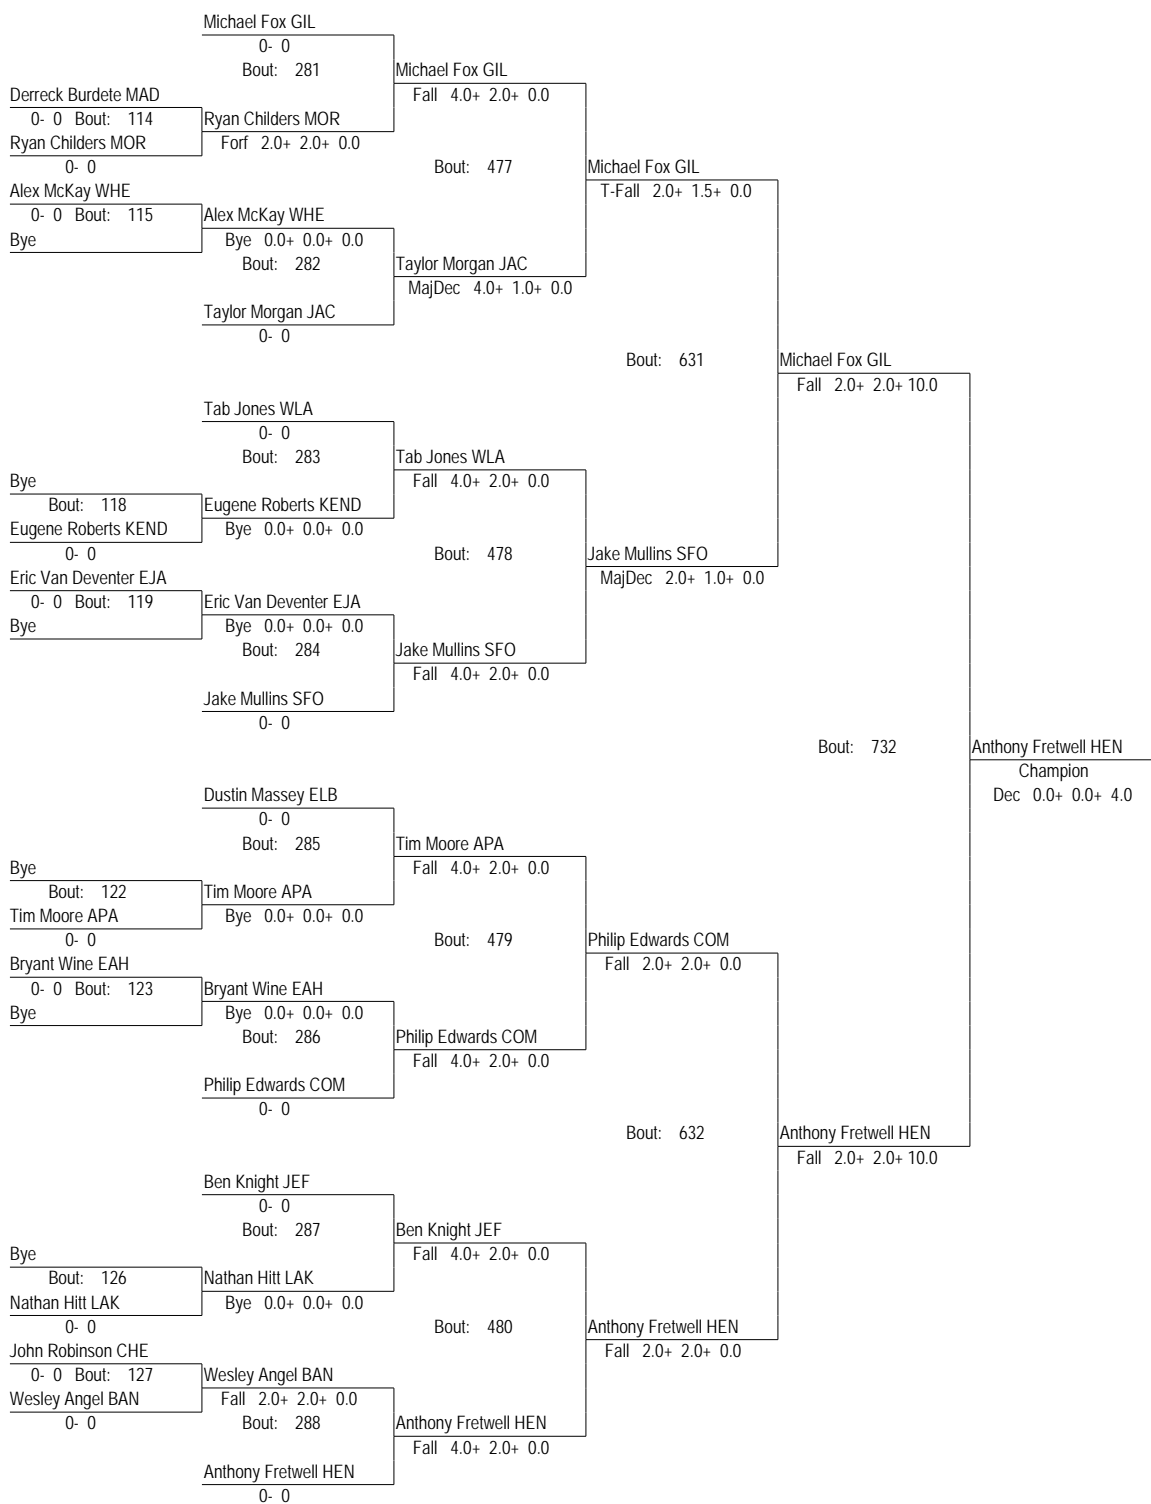 Michael Fox GIL
0- 0
Bout: 281
Michael Fox GIL
Fall 4.0+ 2.0+ 0.0
Derreck Burdete MAD
0- 0 Bout: 114
Ryan Childers MOR
Ryan Childers MOR
Forf 2.0+ 2.0+ 0.0
0- 0
Bout: 477
Michael Fox GIL
T-Fall 2.0+ 1.5+ 0.0
Alex McKay WHE
0- 0 Bout: 115
Alex McKay WHE
Bye
Bye 0.0+ 0.0+ 0.0
Bout: 282
Taylor Morgan JAC
MajDec 4.0+ 1.0+ 0.0
Taylor Morgan JAC
0- 0
Bout: 631
Michael Fox GIL
Fall 2.0+ 2.0+ 10.0
Tab Jones WLA
0- 0
Bout: 283
Tab Jones WLA
Fall 4.0+ 2.0+ 0.0
Bye
Bout: 118
Eugene Roberts KEND
Eugene Roberts KEND
Bye 0.0+ 0.0+ 0.0
0- 0
Bout: 478
Jake Mullins SFO
MajDec 2.0+ 1.0+ 0.0
Eric Van Deventer EJA
0- 0 Bout: 119
Eric Van Deventer EJA
Bye
Bye 0.0+ 0.0+ 0.0
Bout: 284
Jake Mullins SFO
Fall 4.0+ 2.0+ 0.0
Jake Mullins SFO
0- 0
Bout: 732
Anthony Fretwell HEN
Champion
Dec 0.0+ 0.0+ 4.0
Dustin Massey ELB
0- 0
Bout: 285
Tim Moore APA
Fall 4.0+ 2.0+ 0.0
Bye
Bout: 122
Tim Moore APA
Tim Moore APA
Bye 0.0+ 0.0+ 0.0
0- 0
Bout: 479
Philip Edwards COM
Fall 2.0+ 2.0+ 0.0
Bryant Wine EAH
0- 0 Bout: 123
Bryant Wine EAH
Bye
Bye 0.0+ 0.0+ 0.0
Bout: 286
Philip Edwards COM
Fall 4.0+ 2.0+ 0.0
Philip Edwards COM
0- 0
Bout: 632
Anthony Fretwell HEN
Fall 2.0+ 2.0+ 10.0
Ben Knight JEF
0- 0
Bout: 287
Ben Knight JEF
Fall 4.0+ 2.0+ 0.0
Bye
Bout: 126
Nathan Hitt LAK
Nathan Hitt LAK
Bye 0.0+ 0.0+ 0.0
0- 0
Bout: 480
Anthony Fretwell HEN
Fall 2.0+ 2.0+ 0.0
John Robinson CHE
0- 0 Bout: 127
Wesley Angel BAN
Wesley Angel BAN
Fall 2.0+ 2.0+ 0.0
0- 0
Bout: 288
Anthony Fretwell HEN
Fall 4.0+ 2.0+ 0.0
Anthony Fretwell HEN
0- 0